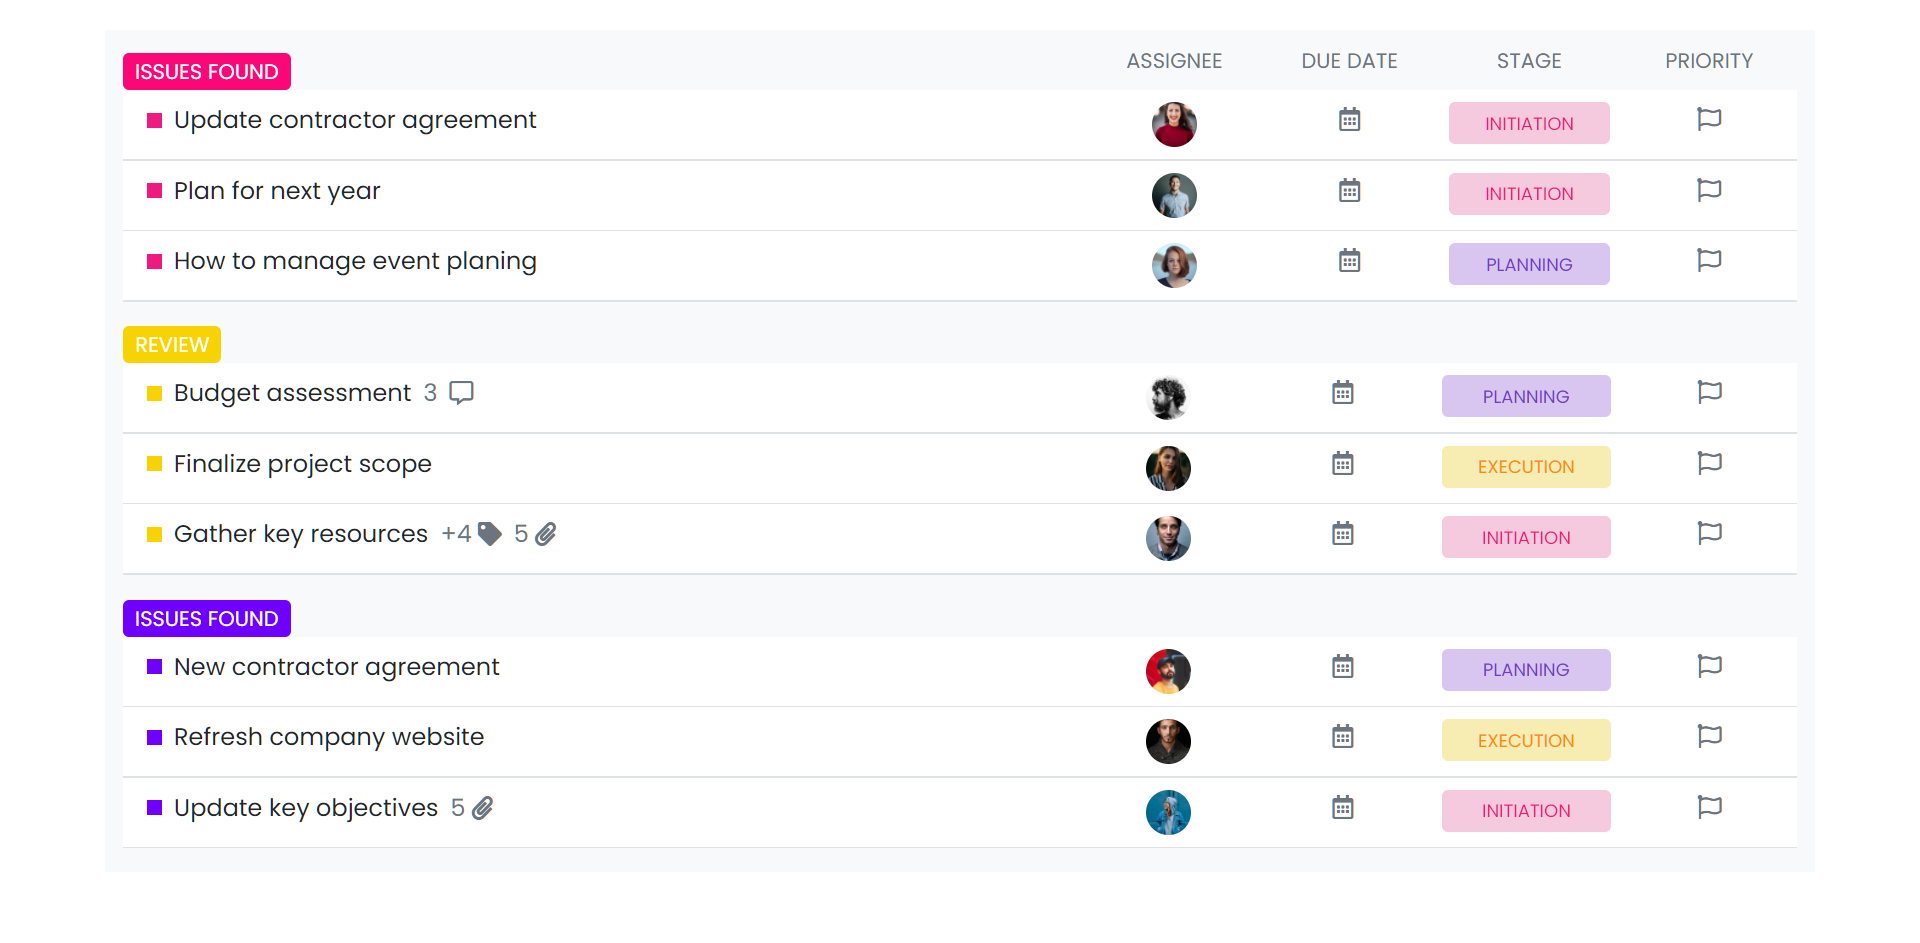 ISSUES FOUND ASSIGNEE DUE DATE STAGE PRIORITY
Update contractor agreement INITIATION
Plan for next year INITIATION
How to manage event planing PLANNING
REVIEW
Budget assessment 3 PLANNING
Finalize project scope EXECUTION
Gather key resources +4 5 INITIATION
ISSUES FOUND
New contractor agreement PLANNING
Refresh company website EXECUTION
Update key objectives 5 INITIATION